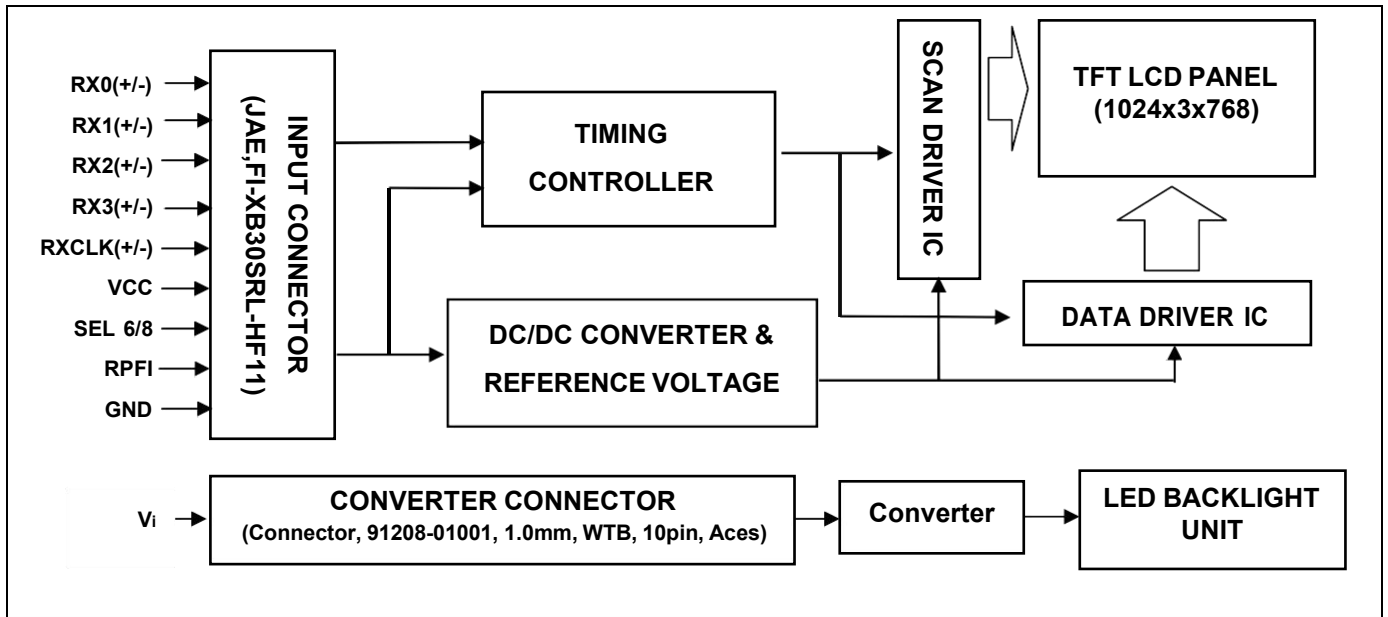 RX0(+/-)
RX1(+/-)
RX2(+/-)
RX3(+/-)
RXCLK(+/-)
VCC
SEL 6/8
RPFI
GND
INPUT CONNECTOR
(JAE,FI-XB30SRL-HF11)
TIMING
CONTROLLER
DC/DC CONVERTER &
REFERENCE VOLTAGE
SCAN DRIVER IC
TFT LCD PANEL
(1024x3x768)
DATA DRIVER IC
Vi
CONVERTER CONNECTOR
(Connector, 91208-01001, 1.0mm, WTB, 10pin, Aces)
Converter
LED BACKLIGHT
UNIT